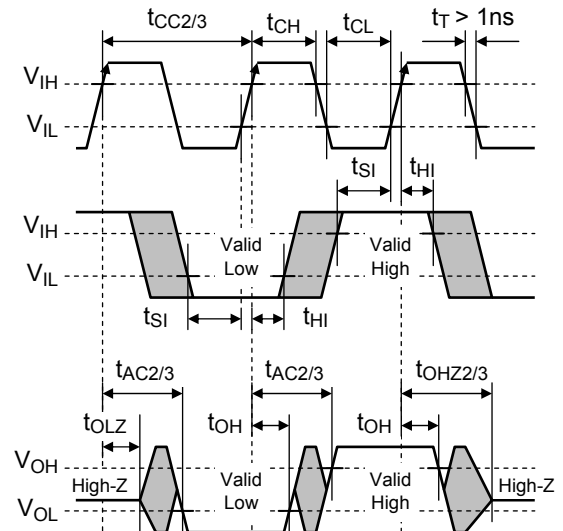 tCC2/3 tCH tCL tT > 1ns
VIH
VIL
tSI tHI
VIH
Valid Valid
VIL
Low High
tSI tHI
tAC2/3 tAC2/3 tOHZ2/3
tOLZ tOH tOH
VOH
High-Z Valid Valid High-Z
VOL
Low High